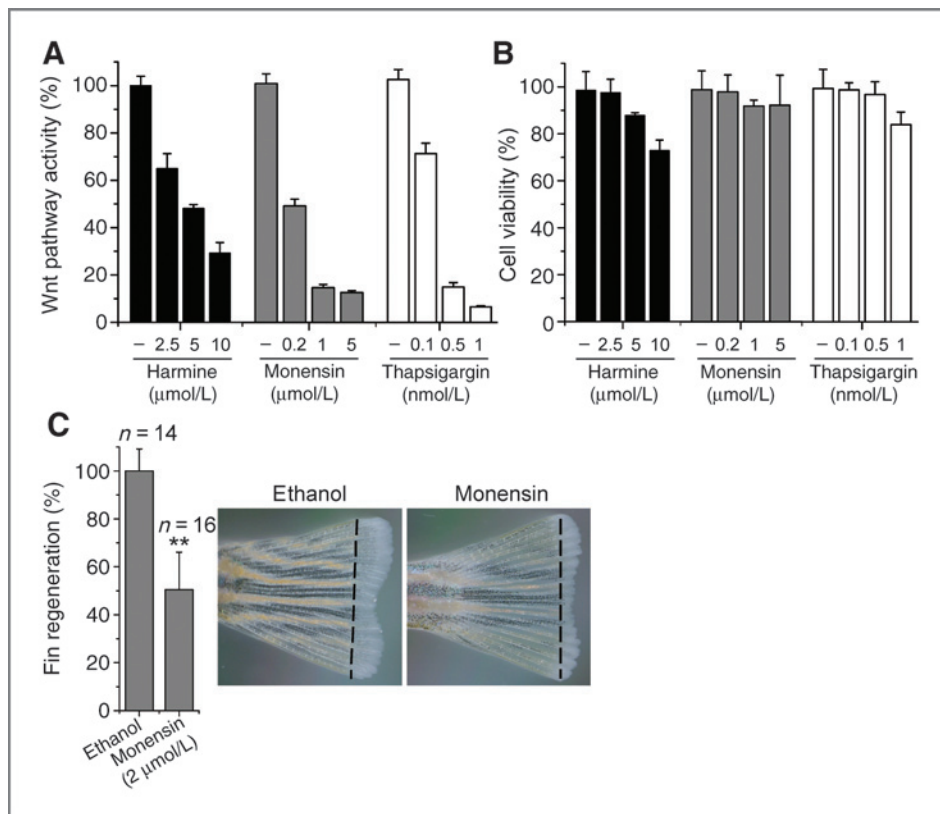 A
Wnt pathway activity (%)
100
80
60
40
20
0
– 2.5 5 10 – 0.2 1 5 – 0.1 0.5 1
Harmine Monensin Thapsigargin
(μmol/L) (μmol/L) (nmol/L)
B
Cell viability (%)
100
80
60
40
20
0
– 2.5 5 10 – 0.2 1 5 – 0.1 0.5 1
Harmine Monensin Thapsigargin
(μmol/L) (μmol/L) (nmol/L)
C
Fin regeneration (%)
n = 14
100
80
60
40
20
0
n = 16
**
Ethanol
Monensin
(2 μmol/L)
Ethanol Monensin